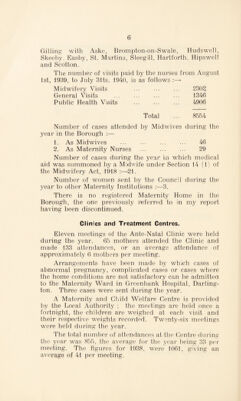 6
Gilling with Aske, Brompton-on-Swale, Hudswell,
Skeeby, Easby, St. Martins, Sleegill, Hartforth, Hipswell
and Scotton.
The number of visits paid by the nurses from August
1st, 1939, to July 31st, 1940, is as follows :—
Midwifery Visits ... ... ... 2302
General Visits ... ... ... 1346
Public Health Visits ... ... ... 4906
Total ... 8554
Number of cases attended by Midwives during the
year in the Borough :—
1. As Midwives ... ... ... 46
2. As Maternity Nurses ... ... ... 29
Number of cases during the year in which medical
aid was summoned by a Midwife under Section 14 (1) of
the Midwifery Act, 1918 :—21.
Number of women sent by the Council during the
year to other Maternity Institutions :—3.
There is no registered Maternity Home in the
Borough, the one previously referred to in my report
having been discontinued.
Clinics and Treatment Centres.
Eleven meetings of the Ante-Natal Clinic were held
during the year. 65 mothers attended the Clinic and
made 133 attendances, or an average attendance of
approximately 6 mothers per meeting.
Arrangements have been made by which cases of
abnormal pregnancy, complicated cases or cases where
the home conditions are not satisfactory can be admitted
to the Maternity Ward in Greenbank Hospital, Darling-
ton. Three cases were sent during the year.
A Maternity and Child Welfare Centre is provided
by the Local Authority ; the meetings are held once a
fortnight, the children are weighed at each visit and
their respective weights recorded. Twenty-six meetings
were held during the year.
The total number of attendances at the Centre during
the year was 855, the average for the year being 33 per
meeting. The figures for 1938, were 1061, giving an
average of 41 per meeting.